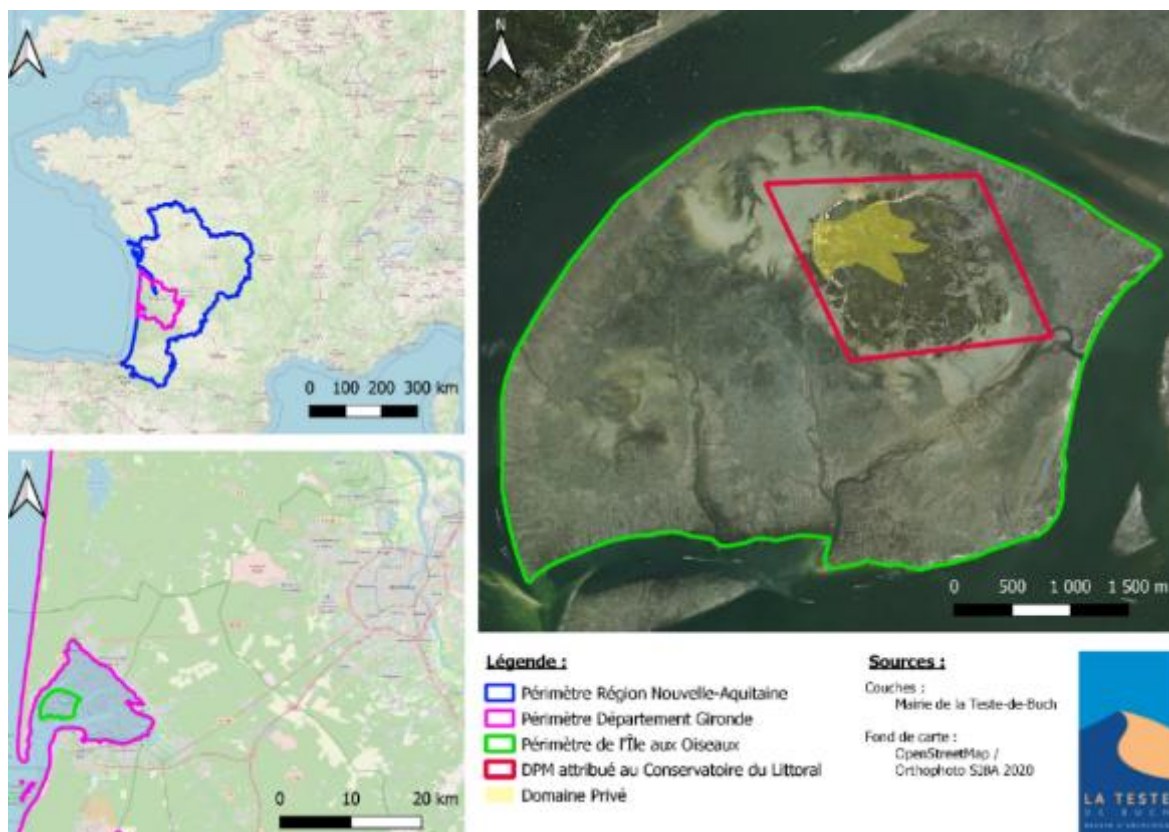 N
0 100 200 300 km
N
0 10 20 km
N
0 500 1 000 1 500 m
Légende :
Périmètre Région Nouvelle-Aquitaine
Périmètre Département Gironde
Périmètre de l'Île aux Oiseaux
DPM attribué au Conservatoire du Littoral
Domaine Privé
Sources :
Couches :
Mairie de la Teste-de-Buch
Fond de carte :
OpenStreetMap /
Orthophoto SIBA 2020
LA TESTE
DE BUCH